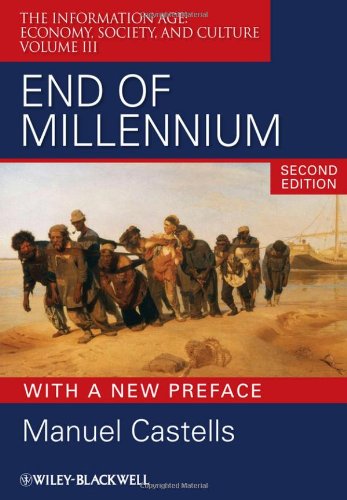 THE INFORMATION AGE:
ECONOMY, SOCIETY, AND CULTURE
VOLUME III
END OF
MILLENNIUM
SECOND
EDITION
WITH A NEW PREFACE
Manuel Castells
WILEY-BLACKWELL